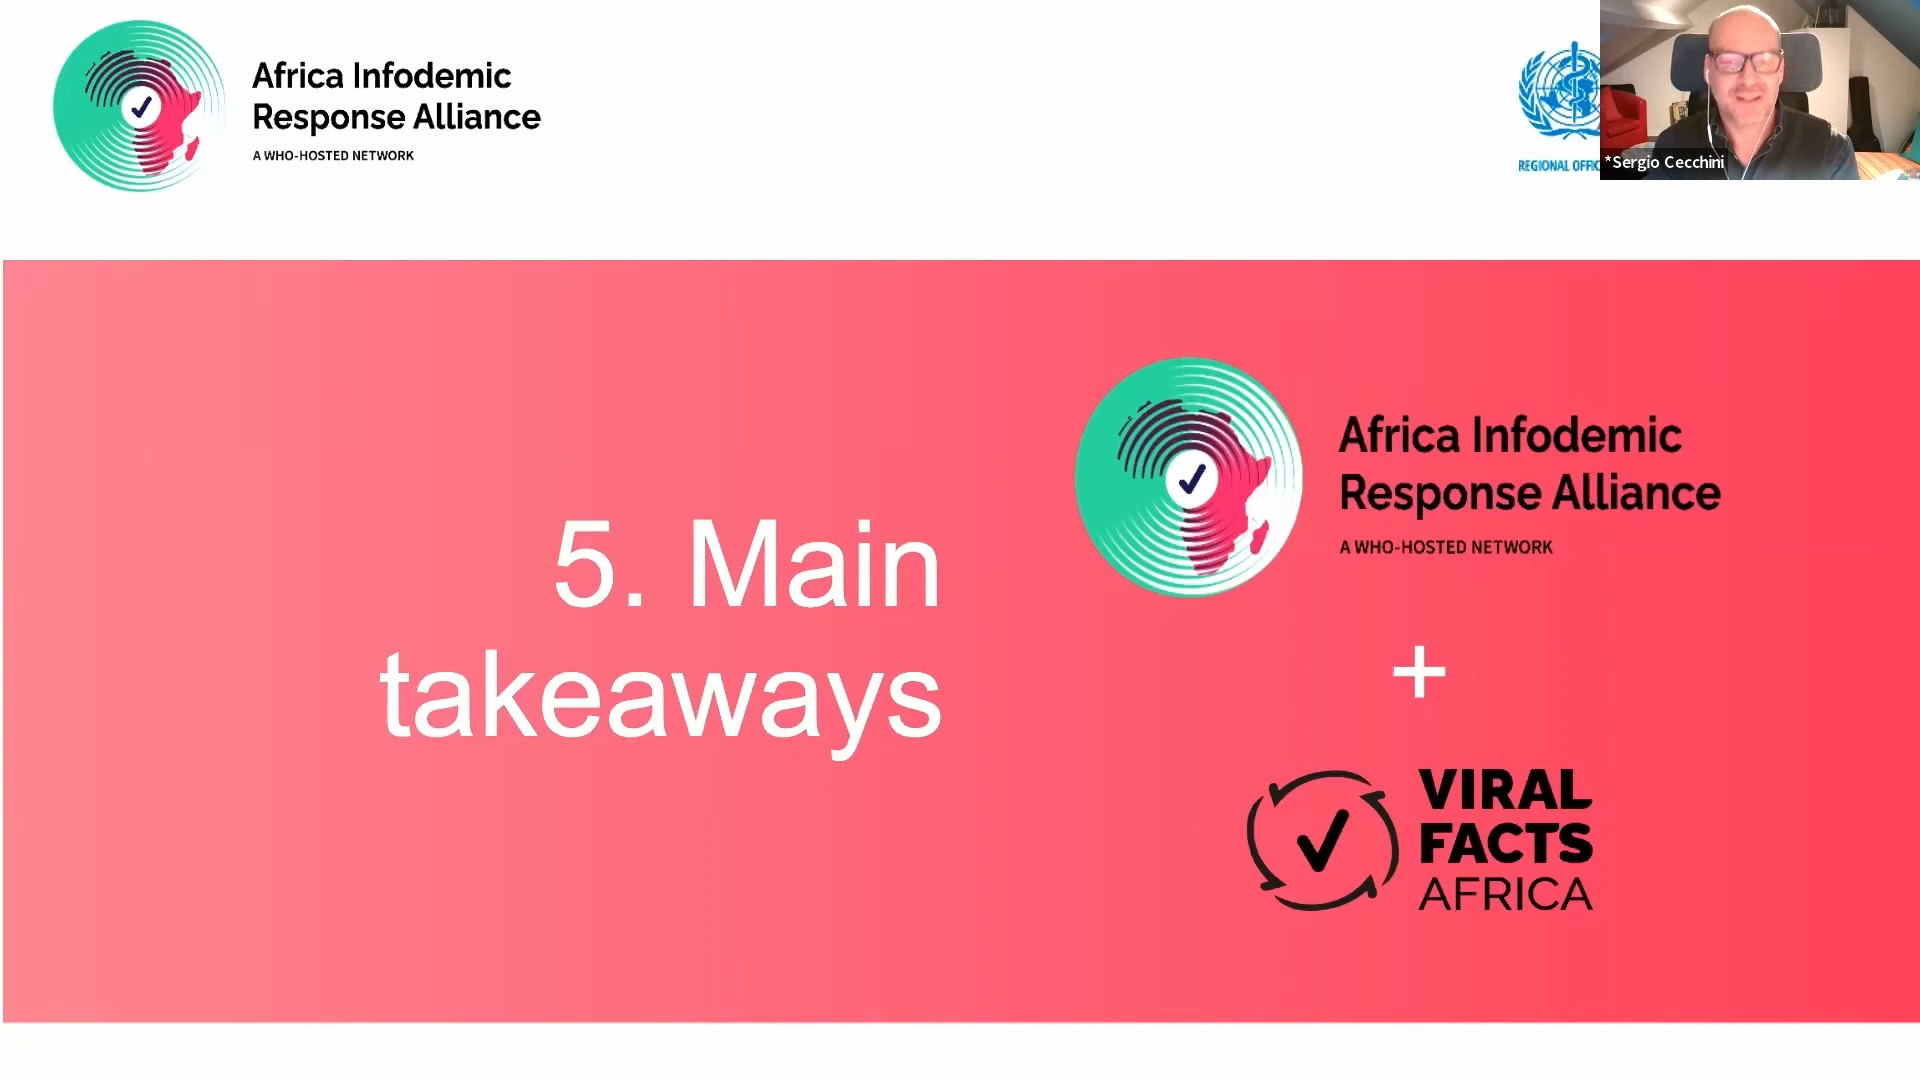 Africa Infodemic
Response Alliance
A WHO-HOSTED NETWORK
REGIONAL
*Sergio Cecchini
5. Main
takeaways
Africa Infodemic
Response Alliance
A WHO-HOSTED NETWORK
+
VIRAL
FACTS
AFRICA